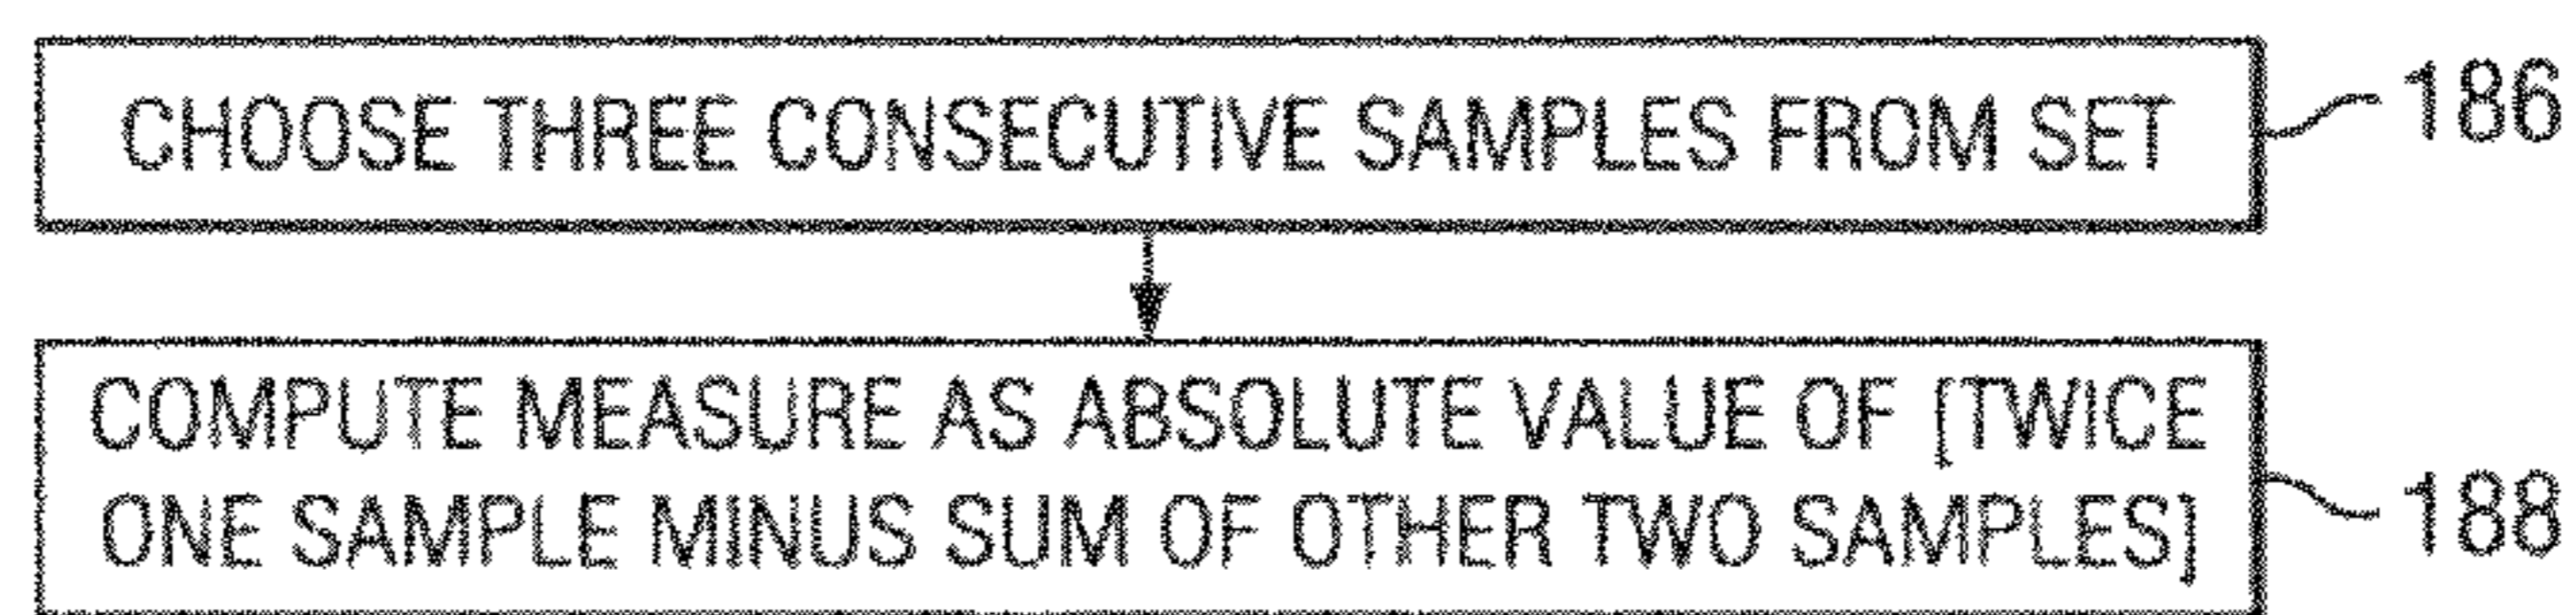 CHOOSE THREE CONSECUTIVE SAMPLES FROM SET
186
COMPUTE MEASURE AS ABSOLUTE VALUE OF [TWICE
ONE SAMPLE MINUS SUM OF OTHER TWO SAMPLES]
188